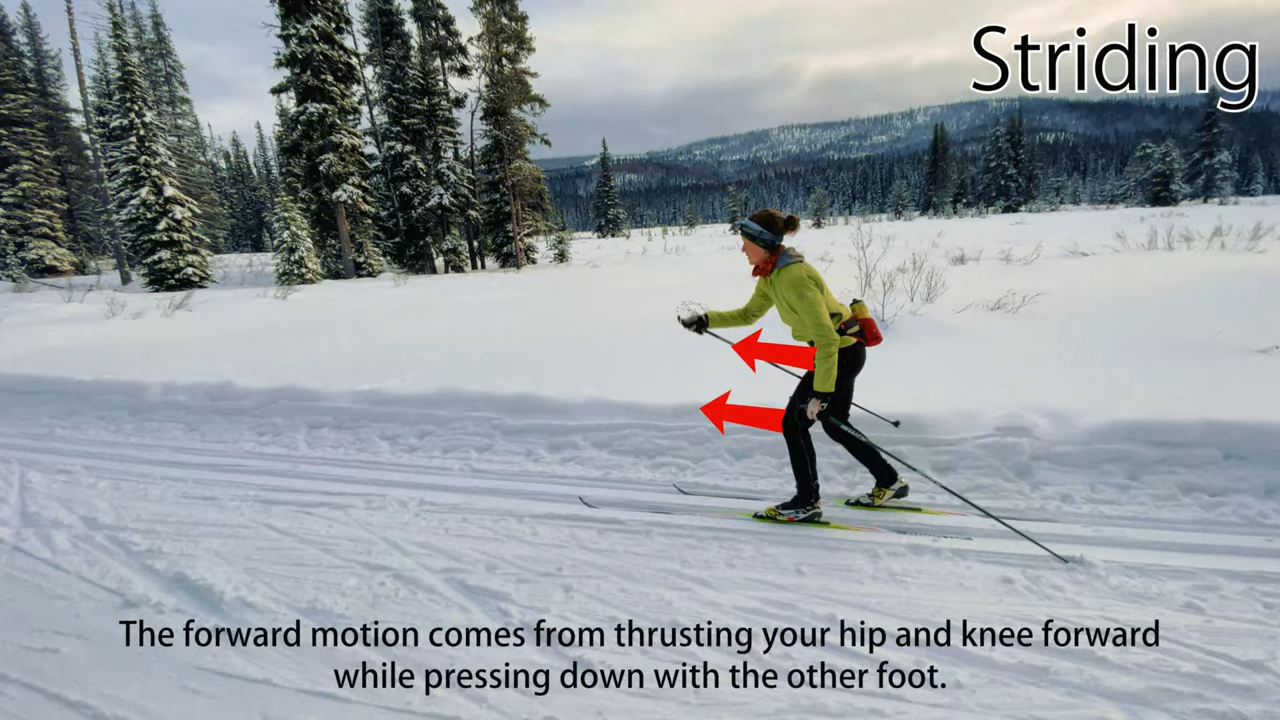 Striding
The forward motion comes from thrusting your hip and knee forward
while pressing down with the other foot.